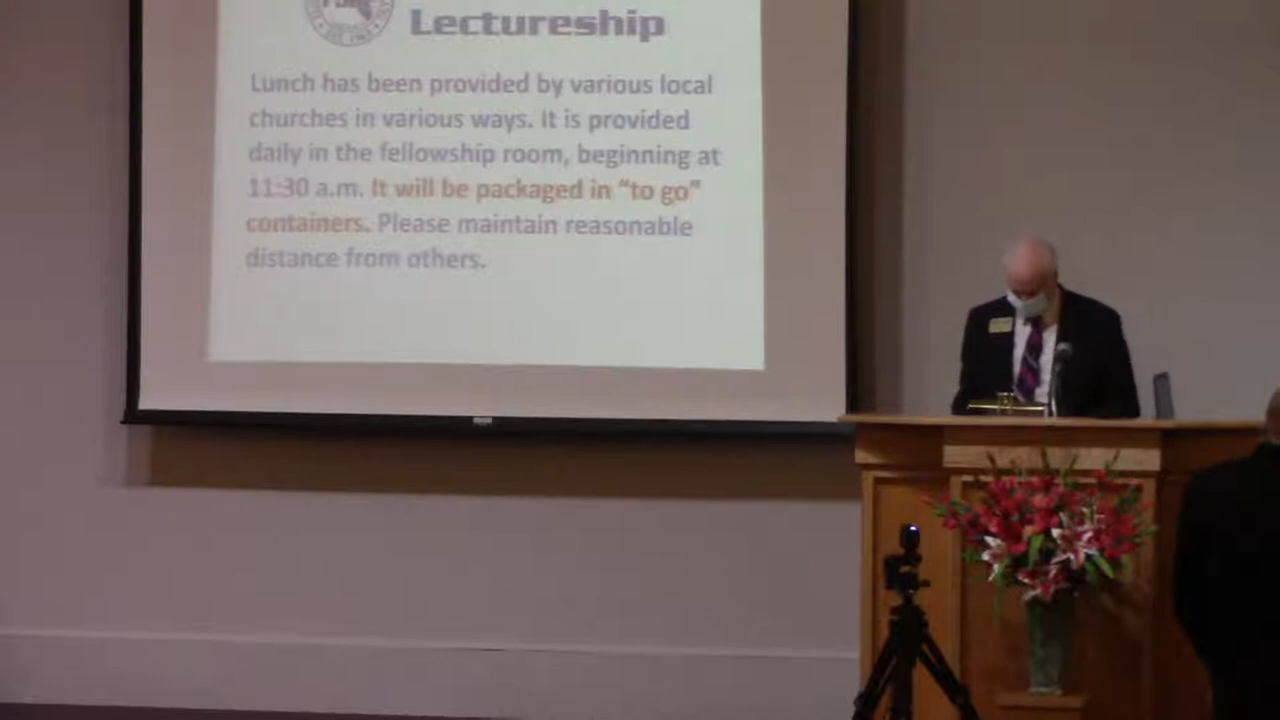 Lectureship
Lunch has been provided by various local
churches in various ways. It is provided
daily in the fellowship room, beginning at
11:30 a.m. It will be packaged in “to go”
containers. Please maintain reasonable
distance from others.